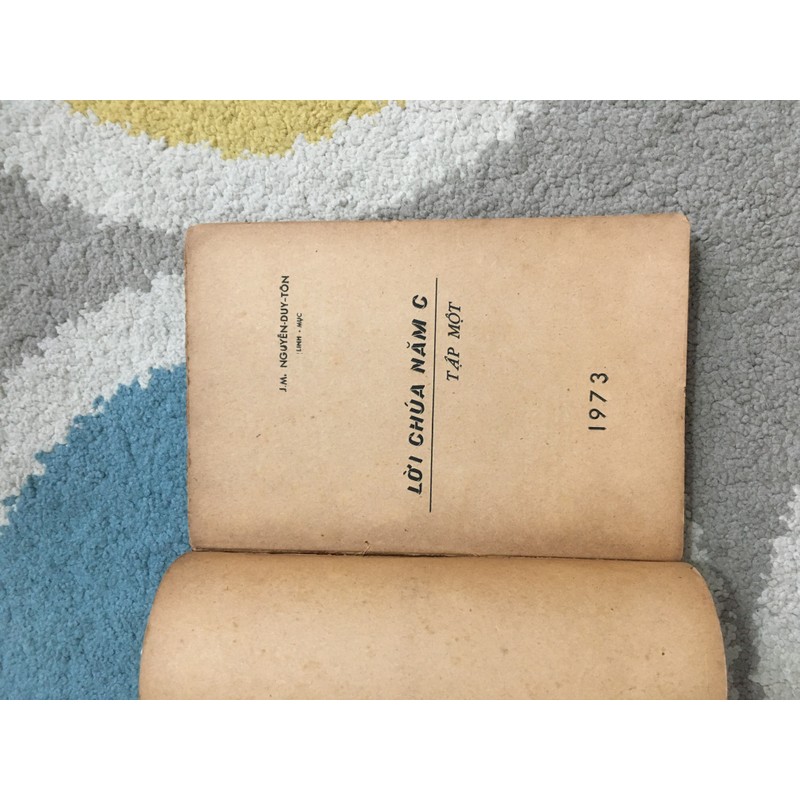 J.M. NGUYỄN-DUY-TÔN
LINH - MỤC
LỜI CHÚA NĂM C
TẬP MỘT
1973